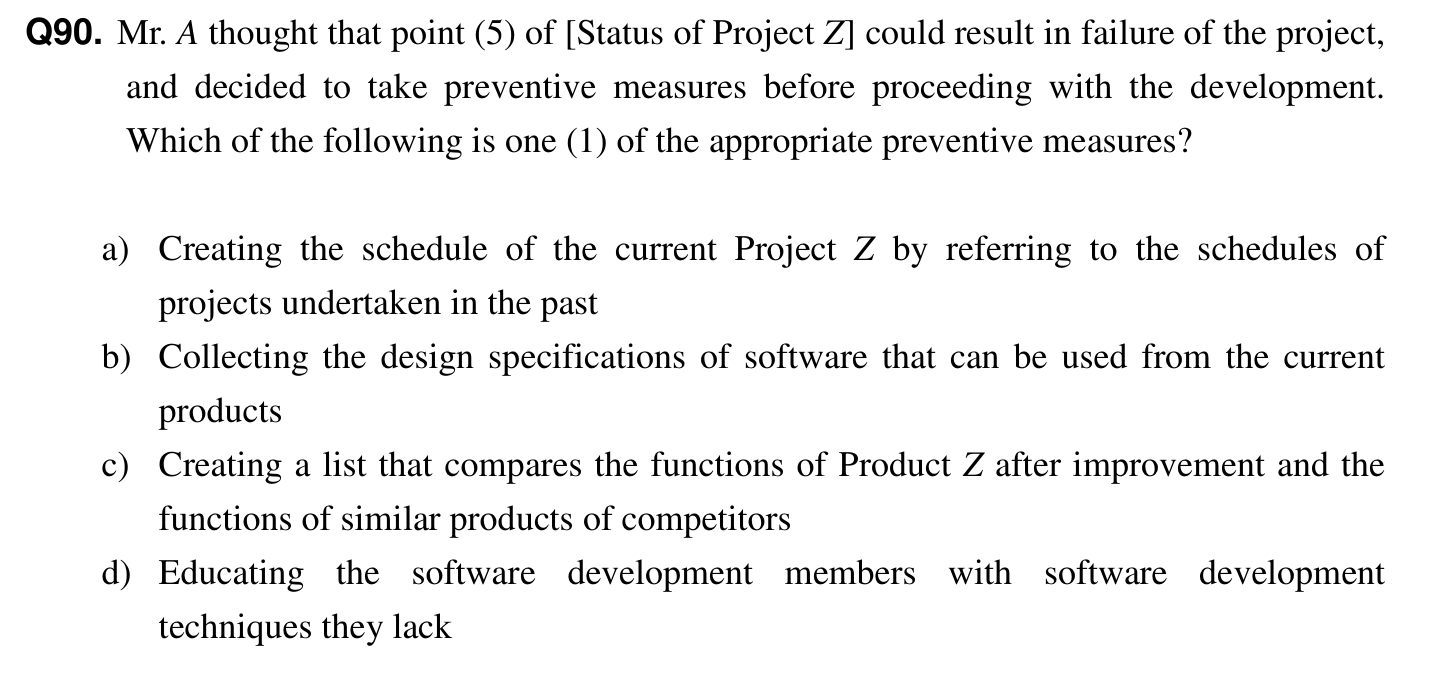 Q90. Mr. A thought that point (5) of [Status of Project Z] could result in failure of the project,
and decided to take preventive measures before proceeding with the development.
Which of the following is one (1) of the appropriate preventive measures?
a) Creating the schedule of the current Project Z by referring to the schedules of
projects undertaken in the past
b) Collecting the design specifications of software that can be used from the current
products
c) Creating a list that compares the functions of Product Z after improvement and the
functions of similar products of competitors
d) Educating the software development members with software development
techniques they lack